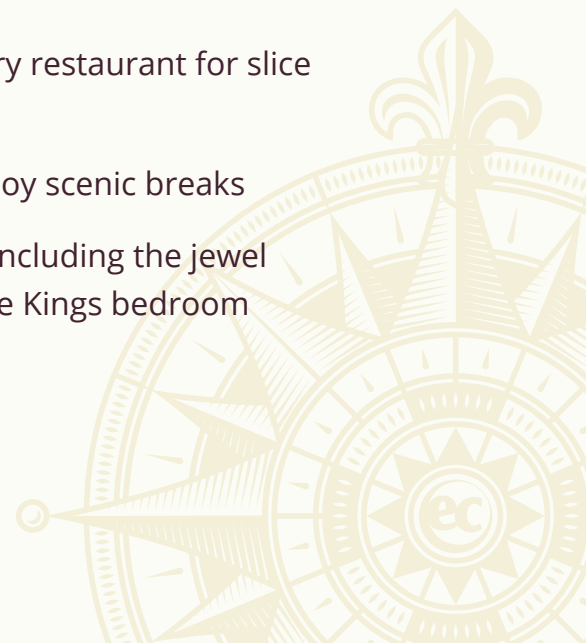 ry restaurant for slice
oy scenic breaks
ncluding the jewel
e Kings bedroom
ec